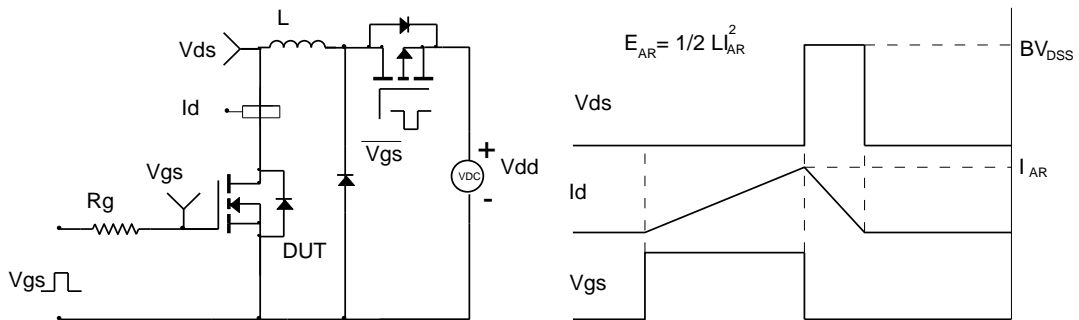 L
Vds
Id
Vgs
Rg
DUT
Vgs
Vgs
VDC
+
Vdd
-
E_AR = 1/2 LI_AR^2
Vds
BV_DSS
Id
I_AR
Vgs